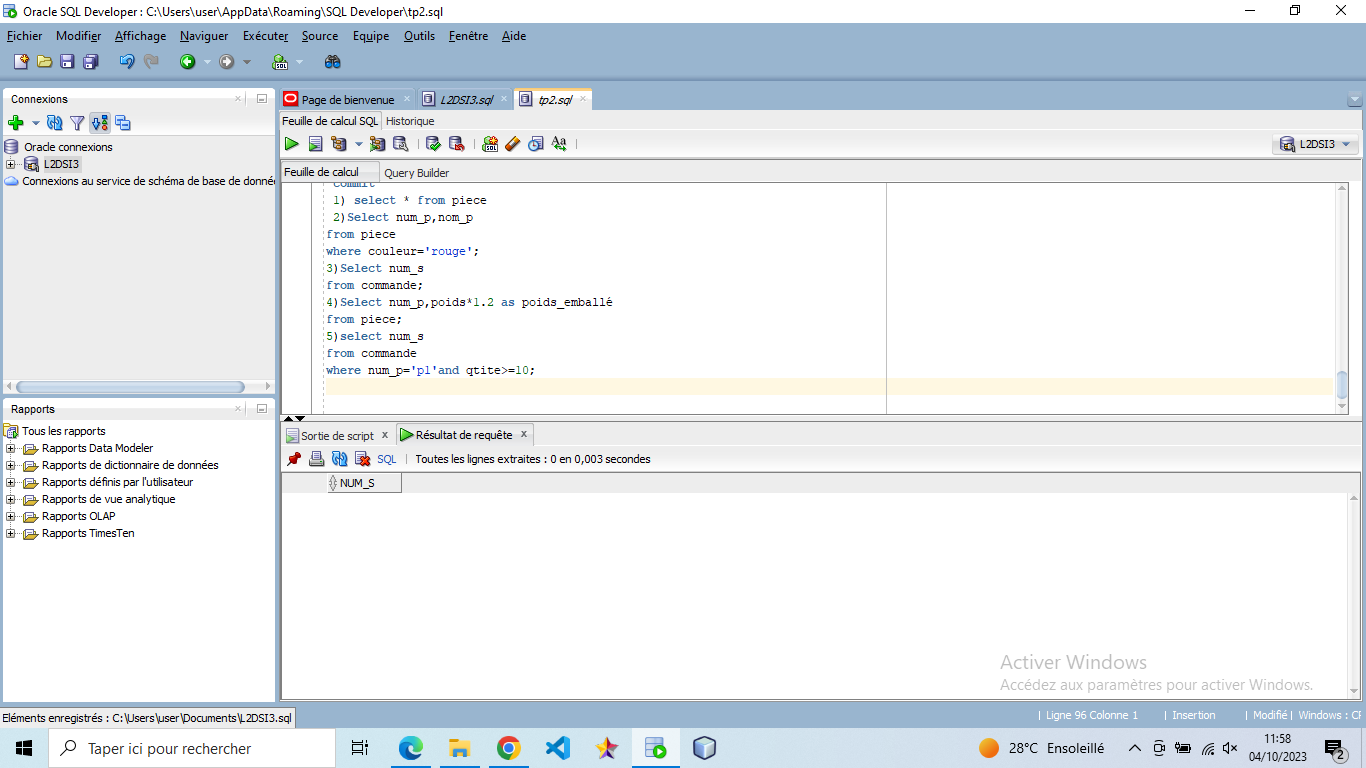 Oracle SQL Developer : C:\Users\user\AppData\Roaming\SQL Developer\tp2.sql
Fichier Modifier Affichage Naviguer Exécuter Source Equipe Outils Fenêtre Aide
Connexions
Oracle connexions
L2DSI3
Connexions au service de schéma de base de donné
Page de bienvenue L2DSI3.sql tp2.sql
Feuille de calcul SQL Historique
L2DSI3
Feuille de calcul Query Builder
commit
1) select * from piece
2)Select num_p,nom_p
from piece
where couleur='rouge';
3)Select num_s
from commande;
4)Select num_p,poids*1.2 as poids_emballé
from piece;
5)select num_s
from commande
where num_p='p1'and qtite>=10;
Rapports
Tous les rapports
Rapports Data Modeler
Rapports de dictionnaire de données
Rapports définis par l'utilisateur
Rapports de vue analytique
Rapports OLAP
Rapports TimesTen
Sortie de script x Résultat de requête x
SQL | Toutes les lignes extraites : 0 en 0,003 secondes
NUM_S
Activer Windows
Accédez aux paramètres pour activer Windows.
Eléments enregistrés : C:\Users\user\Documents\L2DSI3.sql
| Ligne 96 Colonne 1 | Insertion | Modifié | Windows : CF
Taper ici pour rechercher
28°C Ensoleillé
11:58
04/10/2023
2